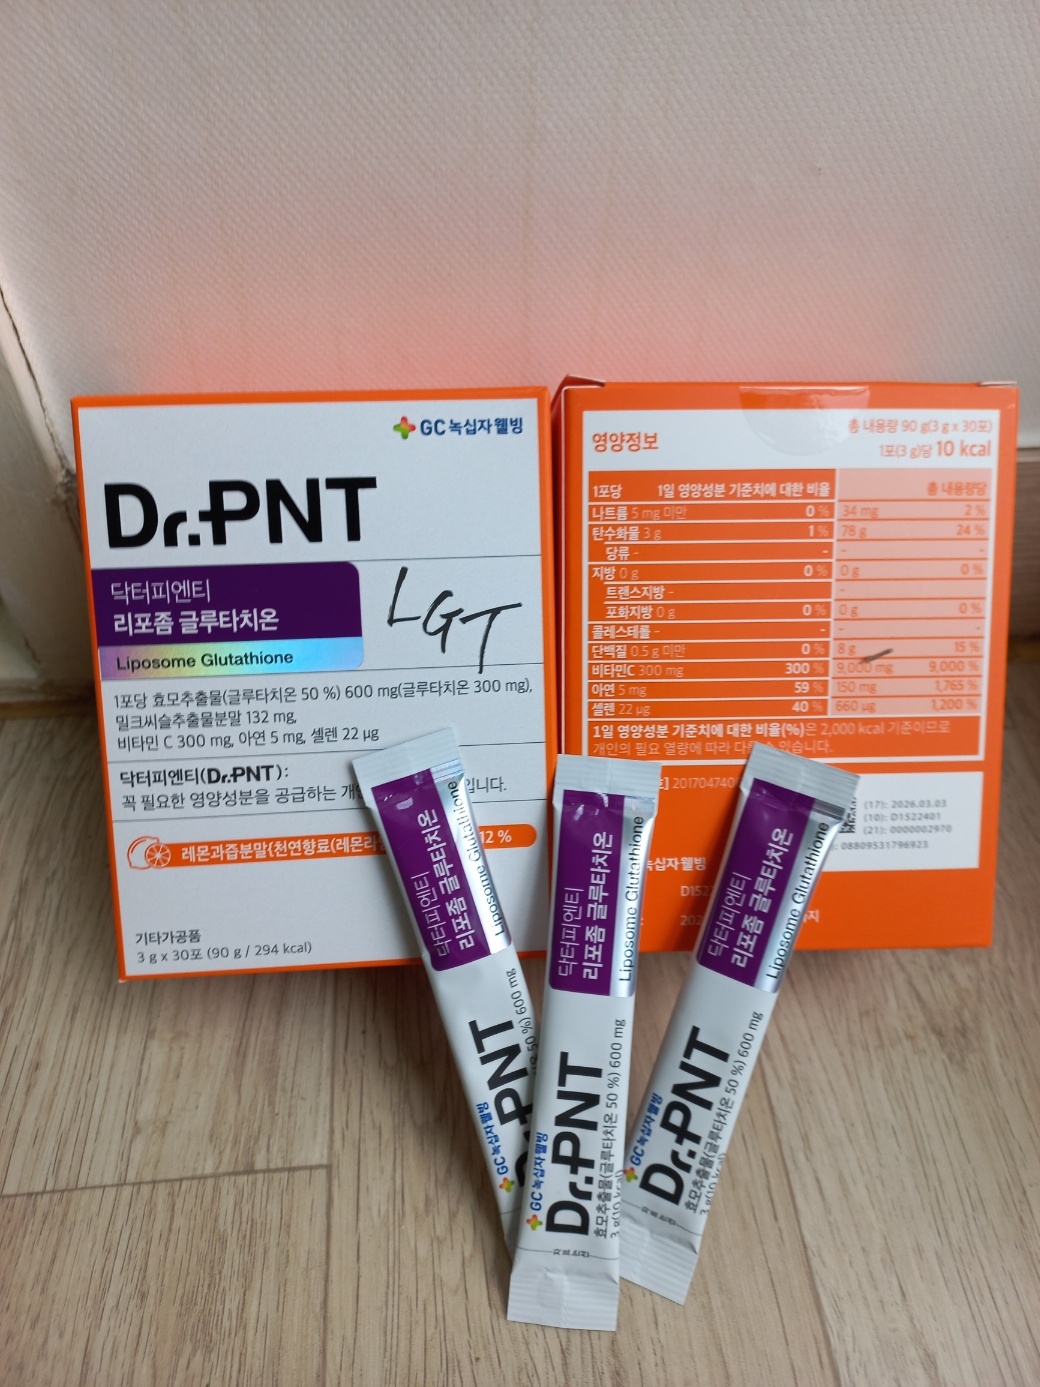 GC녹십자웰빙
Dr.PNT
닥터피엔티
리포좀 글루타치온
Liposome Glutathione
LGT
1포당 효모추출물(글루타치온 50 %) 600 mg(글루타치온 300 mg),
밀크씨슬추출물분말 132 mg,
비타민 C 300 mg, 아연 5 mg, 셀렌 22 µg
닥터피엔티(Dr.PNT):
꼭 필요한 영양성분을 공급하는 입니다.
레몬과즙분말(천연향료(레몬 12 %
기타가공품
3 g x 30포 (90 g / 294 kcal)
영양정보
총 내용량 90 g(3 g x 30포)
1포(3 g)당 10 kcal
1포당 1일 영양성분 기준치에 대한 비율 총 내용량당
나트륨 5 mg 미만 0 % 34 mg 2 %
탄수화물 3 g 1 % 78 g 24 %
당류 - - - -
지방 0 g 0 % 0 g 0 %
트랜스지방 - -
포화지방 0 g 0 % 0 g 0 %
콜레스테롤 - - - -
단백질 0.5 g 미만 0 % 8 g 15 %
비타민C 300 mg 300 % 9,000 mg 9,000 %
아연 5 mg 59 % 150 mg 1,765 %
셀렌 22 µg 40 % 660 µg 1,200 %
1일 영양성분 기준치에 대한 비율(%)은 2,000 kcal 기준이므로
개인의 필요 열량에 따라 다를 수 있습니다.
(17): 2026.03.03
(10): D1522401
(21): 0000002970
08809531796923
닥터피엔티
리포좀 글루타치온
Liposome Glutathione
GC녹십자웰빙
Dr.PNT
600 mg
닥터피엔티
리포좀 글루타치온
Liposome Glutathione
GC녹십자웰빙
Dr.PNT
효모추출물(글루타치온 50 %) 600 mg
3 g(10 kcal)
닥터피엔티
리포좀 글루타치온
Liposome Glutathione
GC녹십자웰빙
Dr.PNT
효모추출물(글루타치온 50 %) 600 mg
3 g(10 kcal)